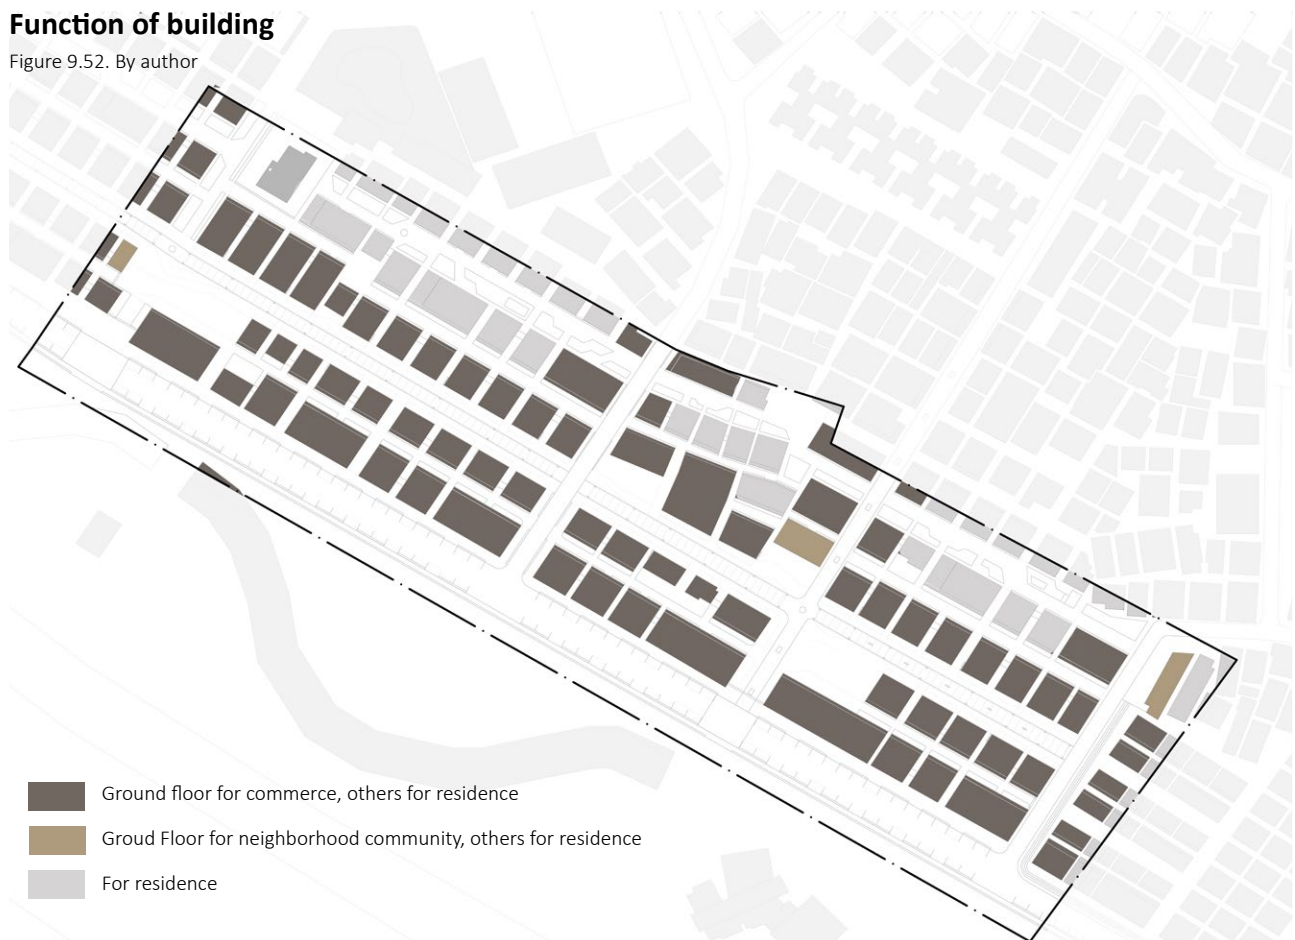 Function of building
Figure 9.52. By author
Ground floor for commerce, others for residence
Groud Floor for neighborhood community, others for residence
For residence